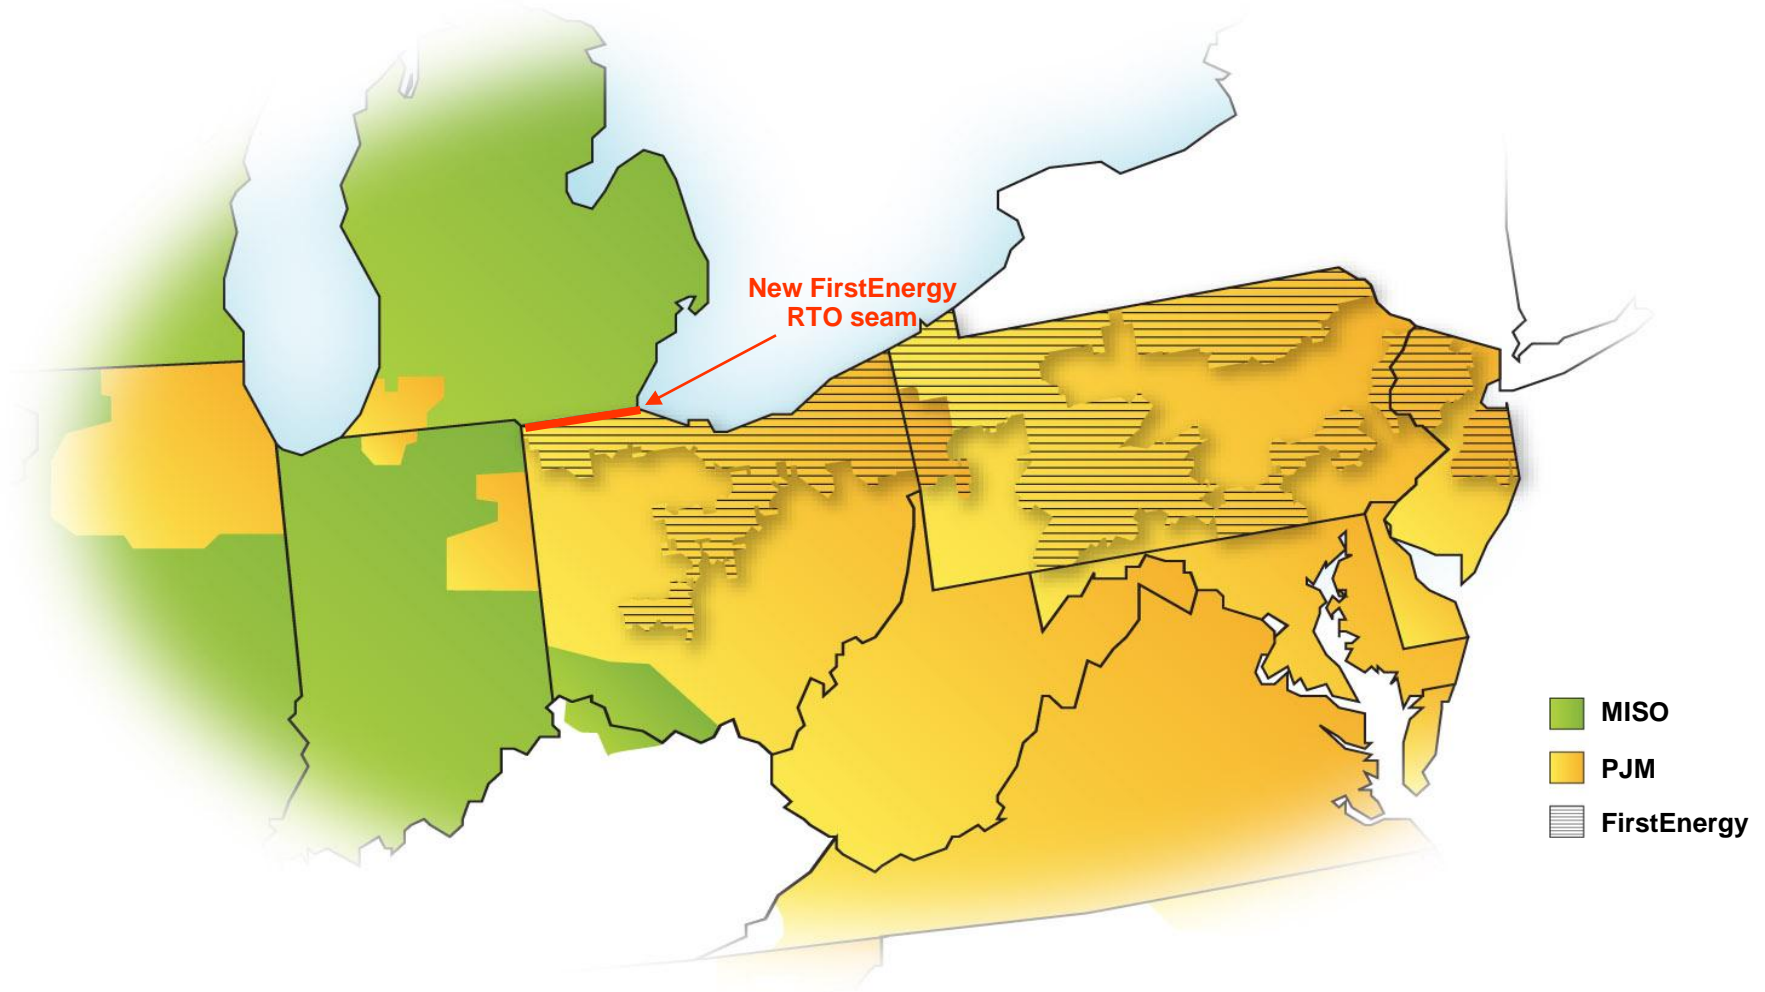 New FirstEnergy
RTO seam
MISO
PJM
FirstEnergy